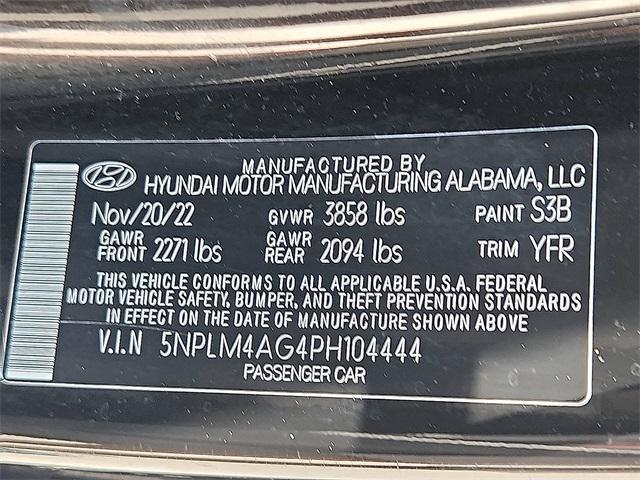 MANUFACTURED BY
HYUNDAI MOTOR MANUFACTURING ALABAMA, LLC
Nov/20/22 GVWR 3858 lbs PAINT S3B
GAWR FRONT 2271 lbs GAWR REAR 2094 lbs TRIM YFR
THIS VEHICLE CONFORMS TO ALL APPLICABLE U.S.A. FEDERAL
MOTOR VEHICLE SAFETY, BUMPER, AND THEFT PREVENTION STANDARDS
IN EFFECT ON THE DATE OF MANUFACTURE SHOWN ABOVE
V.I.N 5NPLM4AG4PH104444
PASSENGER CAR